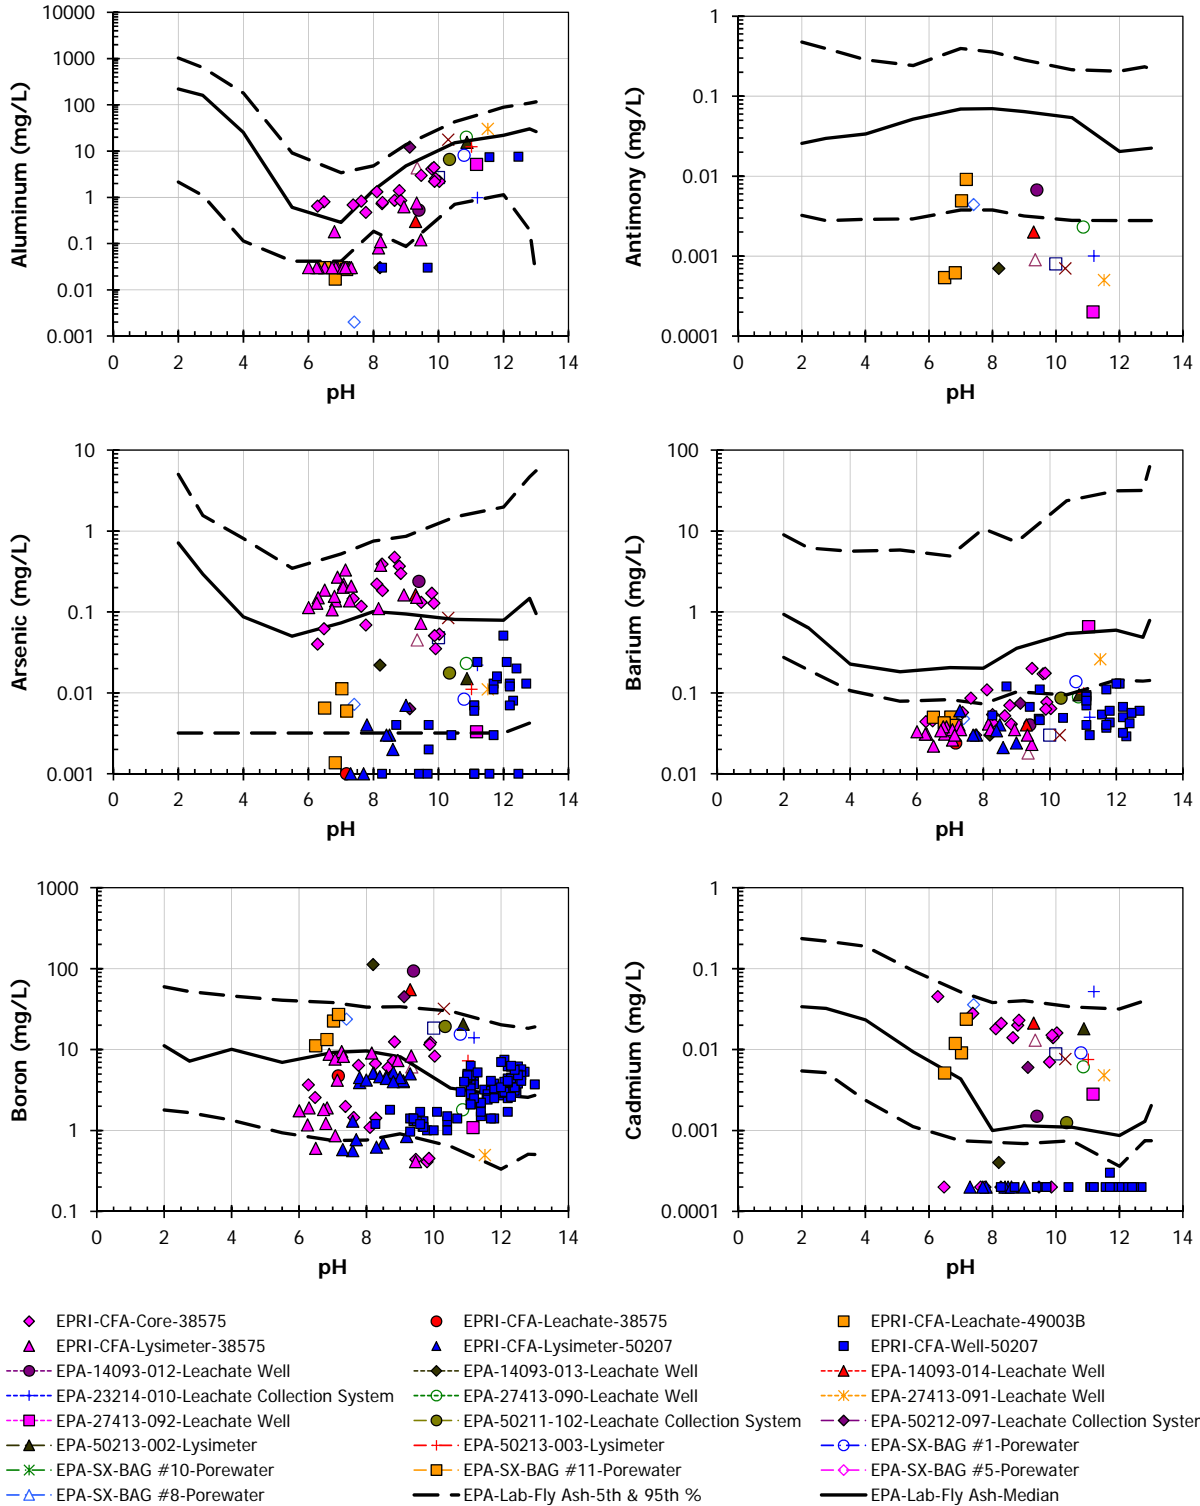 10000
1000
100
10
1
0.1
0.01
0.001
Aluminum (mg/L)
0 2 4 6 8 10 12 14
pH
1
0.1
0.01
0.001
0.0001
Antimony (mg/L)
0 2 4 6 8 10 12 14
pH
10
1
0.1
0.01
0.001
Arsenic (mg/L)
0 2 4 6 8 10 12 14
pH
100
10
1
0.1
0.01
Barium (mg/L)
0 2 4 6 8 10 12 14
pH
1000
100
10
1
0.1
Boron (mg/L)
0 2 4 6 8 10 12 14
pH
1
0.1
0.01
0.001
0.0001
Cadmium (mg/L)
0 2 4 6 8 10 12 14
pH
EPRI-CFA-Core-38575 EPRI-CFA-Leachate-38575 EPRI-CFA-Leachate-49003B
EPRI-CFA-Lysimeter-38575 EPRI-CFA-Lysimeter-50207 EPRI-CFA-Well-50207
EPA-14093-012-Leachate Well EPA-14093-013-Leachate Well EPA-14093-014-Leachate Well
EPA-23214-010-Leachate Collection System EPA-27413-090-Leachate Well EPA-27413-091-Leachate Well
EPA-27413-092-Leachate Well EPA-50211-102-Leachate Collection System EPA-50212-097-Leachate Collection System
EPA-50213-002-Lysimeter EPA-50213-003-Lysimeter EPA-SX-BAG #1-Porewater
EPA-SX-BAG #10-Porewater EPA-SX-BAG #11-Porewater EPA-SX-BAG #5-Porewater
EPA-SX-BAG #8-Porewater EPA-Lab-Fly Ash-5th & 95th % EPA-Lab-Fly Ash-Median